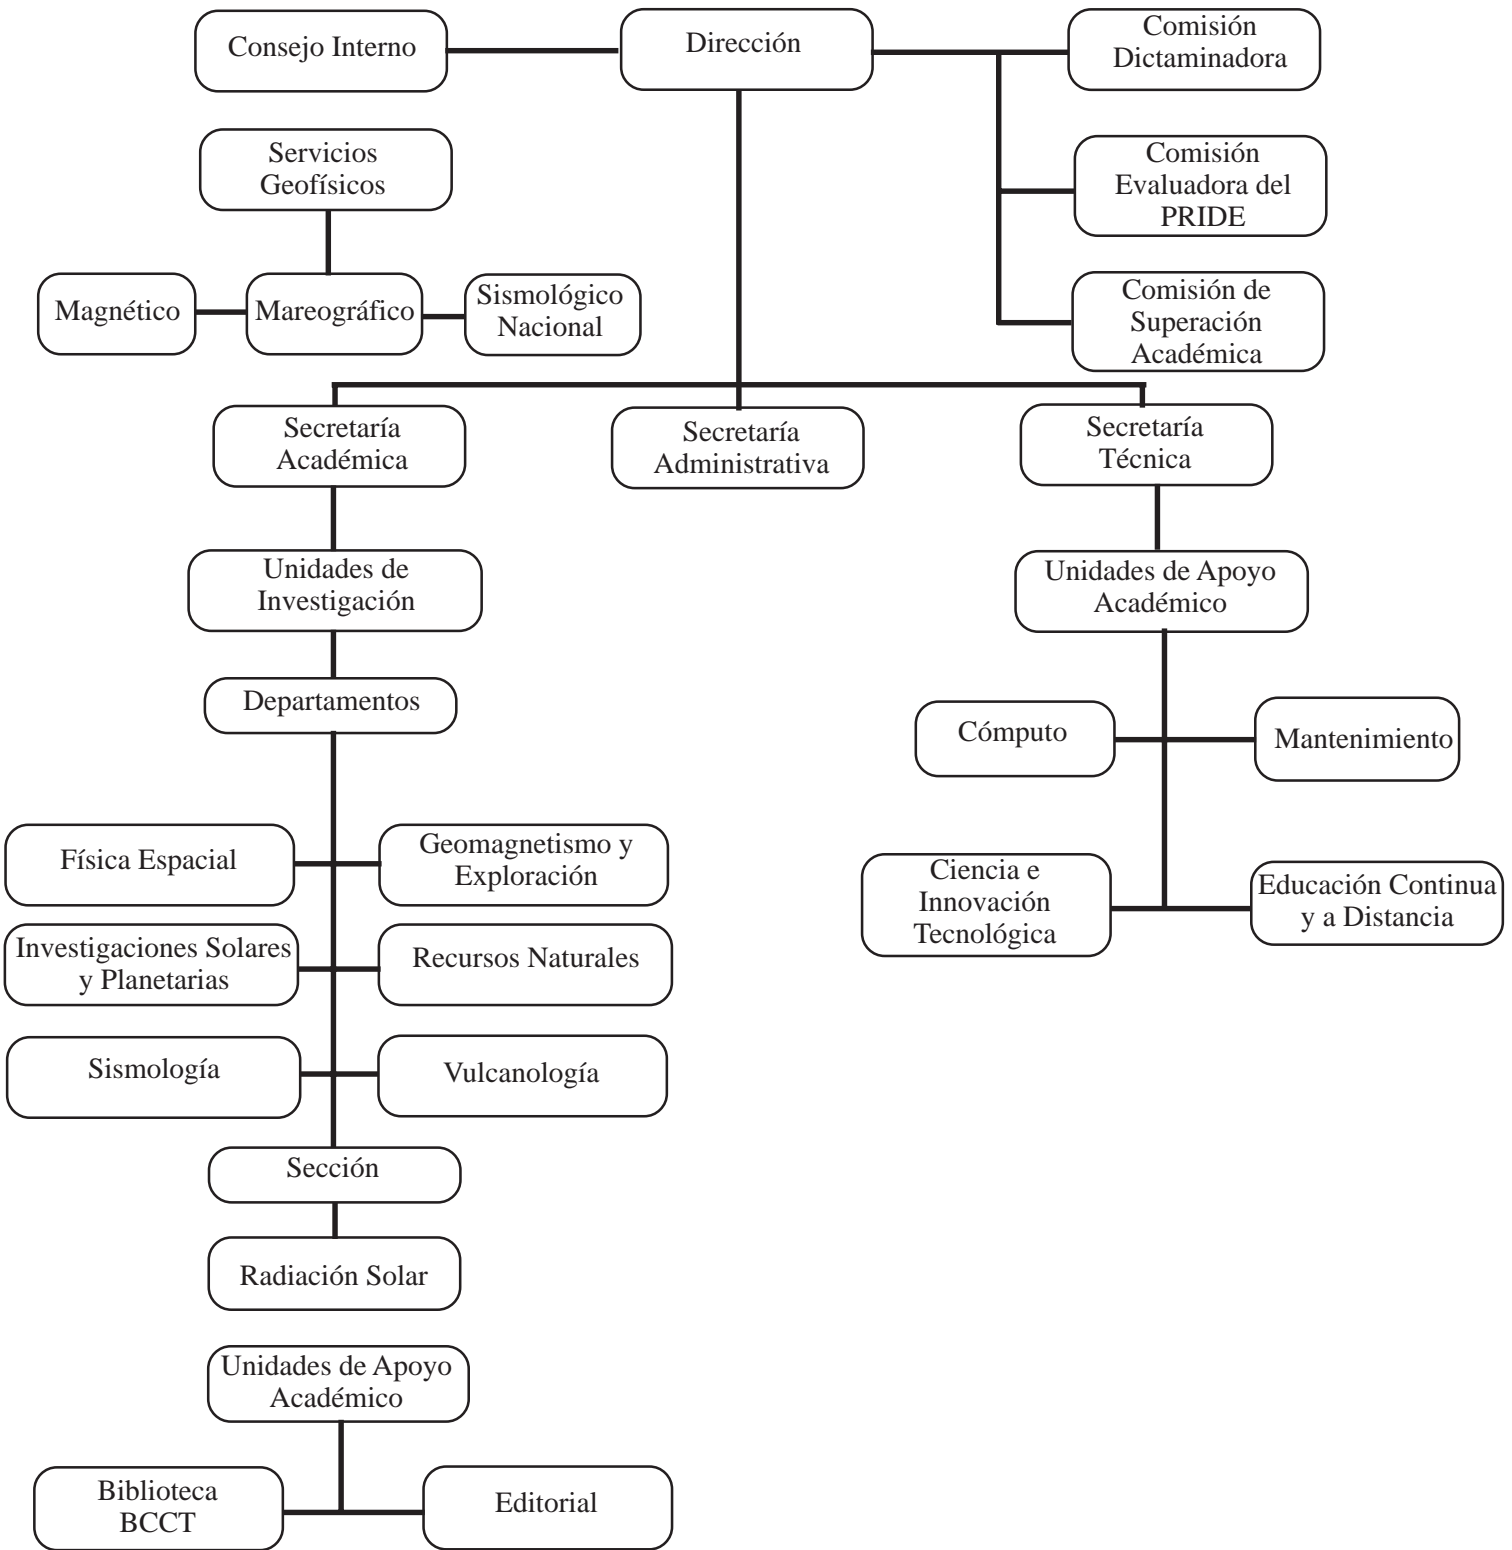 Consejo Interno
Dirección
Comisión
Dictaminadora
Servicios
Geofísicos
Comisión
Evaluadora del
PRIDE
Magnético
Mareográfico
Sismológico
Nacional
Comisión de
Superación
Académica
Secretaría
Académica
Secretaría
Administrativa
Secretaría
Técnica
Unidades de
Investigación
Unidades de Apoyo
Académico
Departamentos
Cómputo
Mantenimiento
Física Espacial
Geomagnetismo y
Exploración
Ciencia e
Innovación
Tecnológica
Educación Continua
y a Distancia
Investigaciones Solares
y Planetarias
Recursos Naturales
Sismología
Vulcanología
Sección
Radiación Solar
Unidades de Apoyo
Académico
Biblioteca
BCCT
Editorial